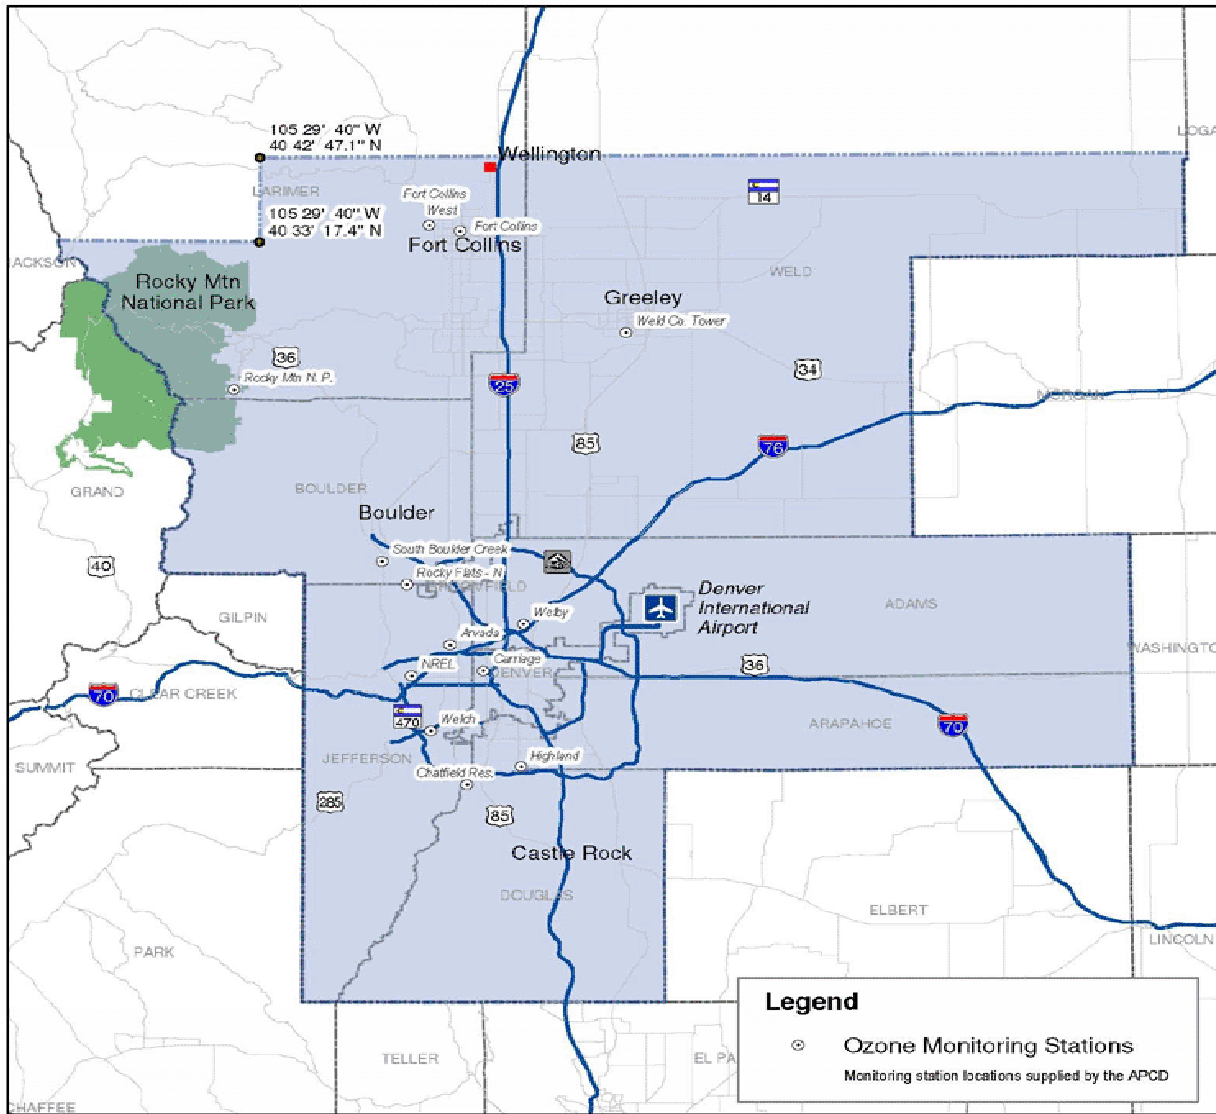 105 29' 40" W
40 42' 47.1" N
Wellington
LOGA
LARIMER
Fort Collins
West
14
105 29' 40" W
40 33' 17.4" N
Fort Collins
Fort Collins
JACKSON
WELD
Rocky Mtn
National Park
Greeley
Weld Co. Tower
36
34
Rocky Mtn N.P.
25
MORGAN
85
76
GRAND
BOULDER
Boulder
South Boulder Creek
40
Rocky Flats - N
Denver
International
Airport
ADAMS
GILPIN
Welby
Arvada
WASHINGTO
NREL
Carriage
36
DENVER
70
CLEAR CREEK
470
Welch
ARAPAHOE
70
JEFFERSON
Highland
SUMMIT
Chatfield Res.
285
85
Castle Rock
DOUGLAS
ELBERT
PARK
LINCOLN
Legend
Ozone Monitoring Stations
Monitoring station locations supplied by the APCD
TELLER
EL PA
CHAFFEE